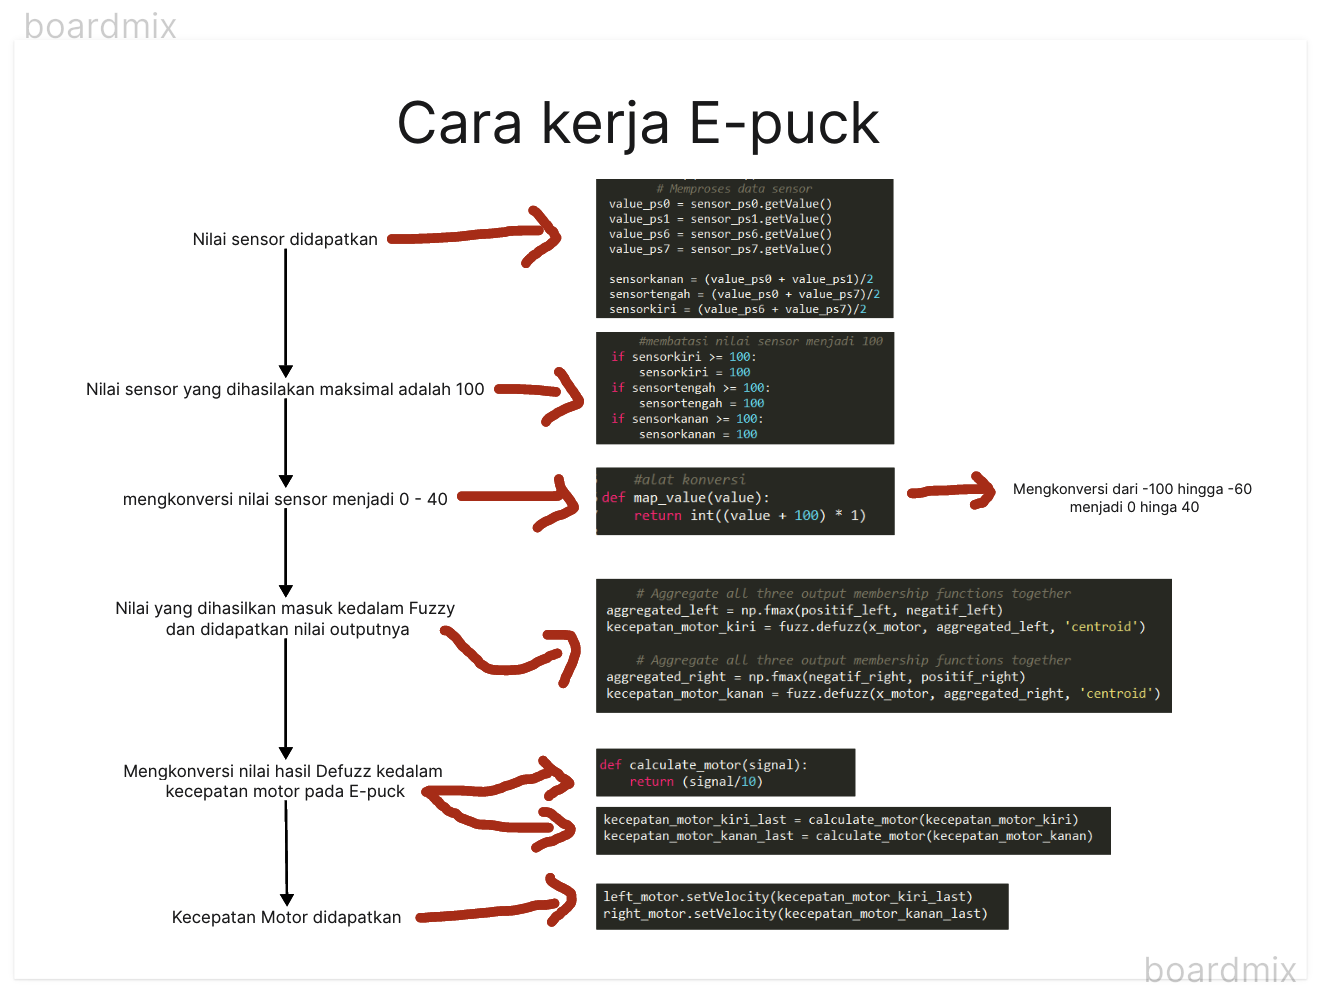 boardmix
Cara kerja E-puck
Nilai sensor didapatkan
# Memproses data sensor
value_ps0 = sensor_ps0.getValue()
value_ps1 = sensor_ps1.getValue()
value_ps6 = sensor_ps6.getValue()
value_ps7 = sensor_ps7.getValue()
sensorkanan = (value_ps0 + value_ps1)/2
sensortengah = (value_ps0 + value_ps7)/2
sensorkiri = (value_ps6 + value_ps7)/2
Nilai sensor yang dihasilakan maksimal adalah 100
#membatasi nilai sensor menjadi 100
if sensorkiri >= 100:
sensorkiri = 100
if sensortengah >= 100:
sensortengah = 100
if sensorkanan >= 100:
sensorkanan = 100
mengkonversi nilai sensor menjadi 0 - 40
#alat konversi
def map_value(value):
return int((value + 100) * 1)
Mengkonversi dari -100 hingga -60
menjadi 0 hinga 40
Nilai yang dihasilkan masuk kedalam Fuzzy
dan didapatkan nilai outputnya
# Aggregate all three output membership functions together
aggregated_left = np.fmax(positif_left, negatif_left)
kecepatan_motor_kiri = fuzz.defuzz(x_motor, aggregated_left, 'centroid')
# Aggregate all three output membership functions together
aggregated_right = np.fmax(negatif_right, positif_right)
kecepatan_motor_kanan = fuzz.defuzz(x_motor, aggregated_right, 'centroid')
Mengkonversi nilai hasil Defuzz kedalam
kecepatan motor pada E-puck
def calculate_motor(signal):
return (signal/10)
kecepatan_motor_kiri_last = calculate_motor(kecepatan_motor_kiri)
kecepatan_motor_kanan_last = calculate_motor(kecepatan_motor_kanan)
Kecepatan Motor didapatkan
left_motor.setVelocity(kecepatan_motor_kiri_last)
right_motor.setVelocity(kecepatan_motor_kanan_last)
boardmix